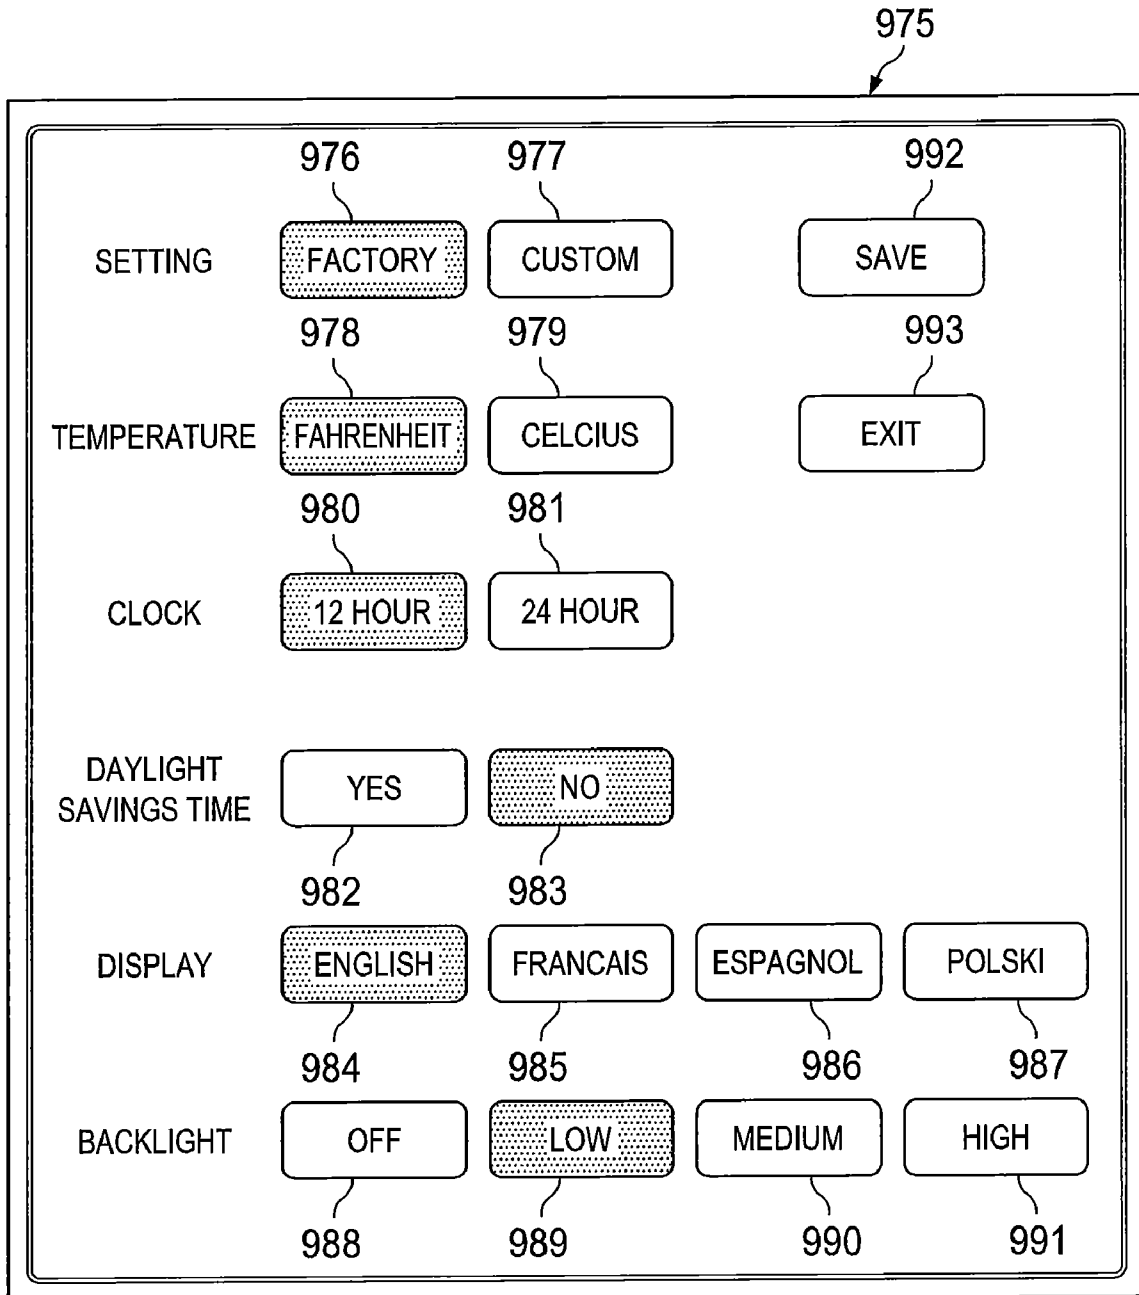 975
976 977 992
SETTING FACTORY CUSTOM SAVE
978 979 993
TEMPERATURE FAHRENHEIT CELCIUS EXIT
980 981
CLOCK 12 HOUR 24 HOUR
DAYLIGHT
SAVINGS TIME YES NO
982 983
DISPLAY ENGLISH FRANCAIS ESPAGNOL POLSKI
984 985 986 987
BACKLIGHT OFF LOW MEDIUM HIGH
988 989 990 991